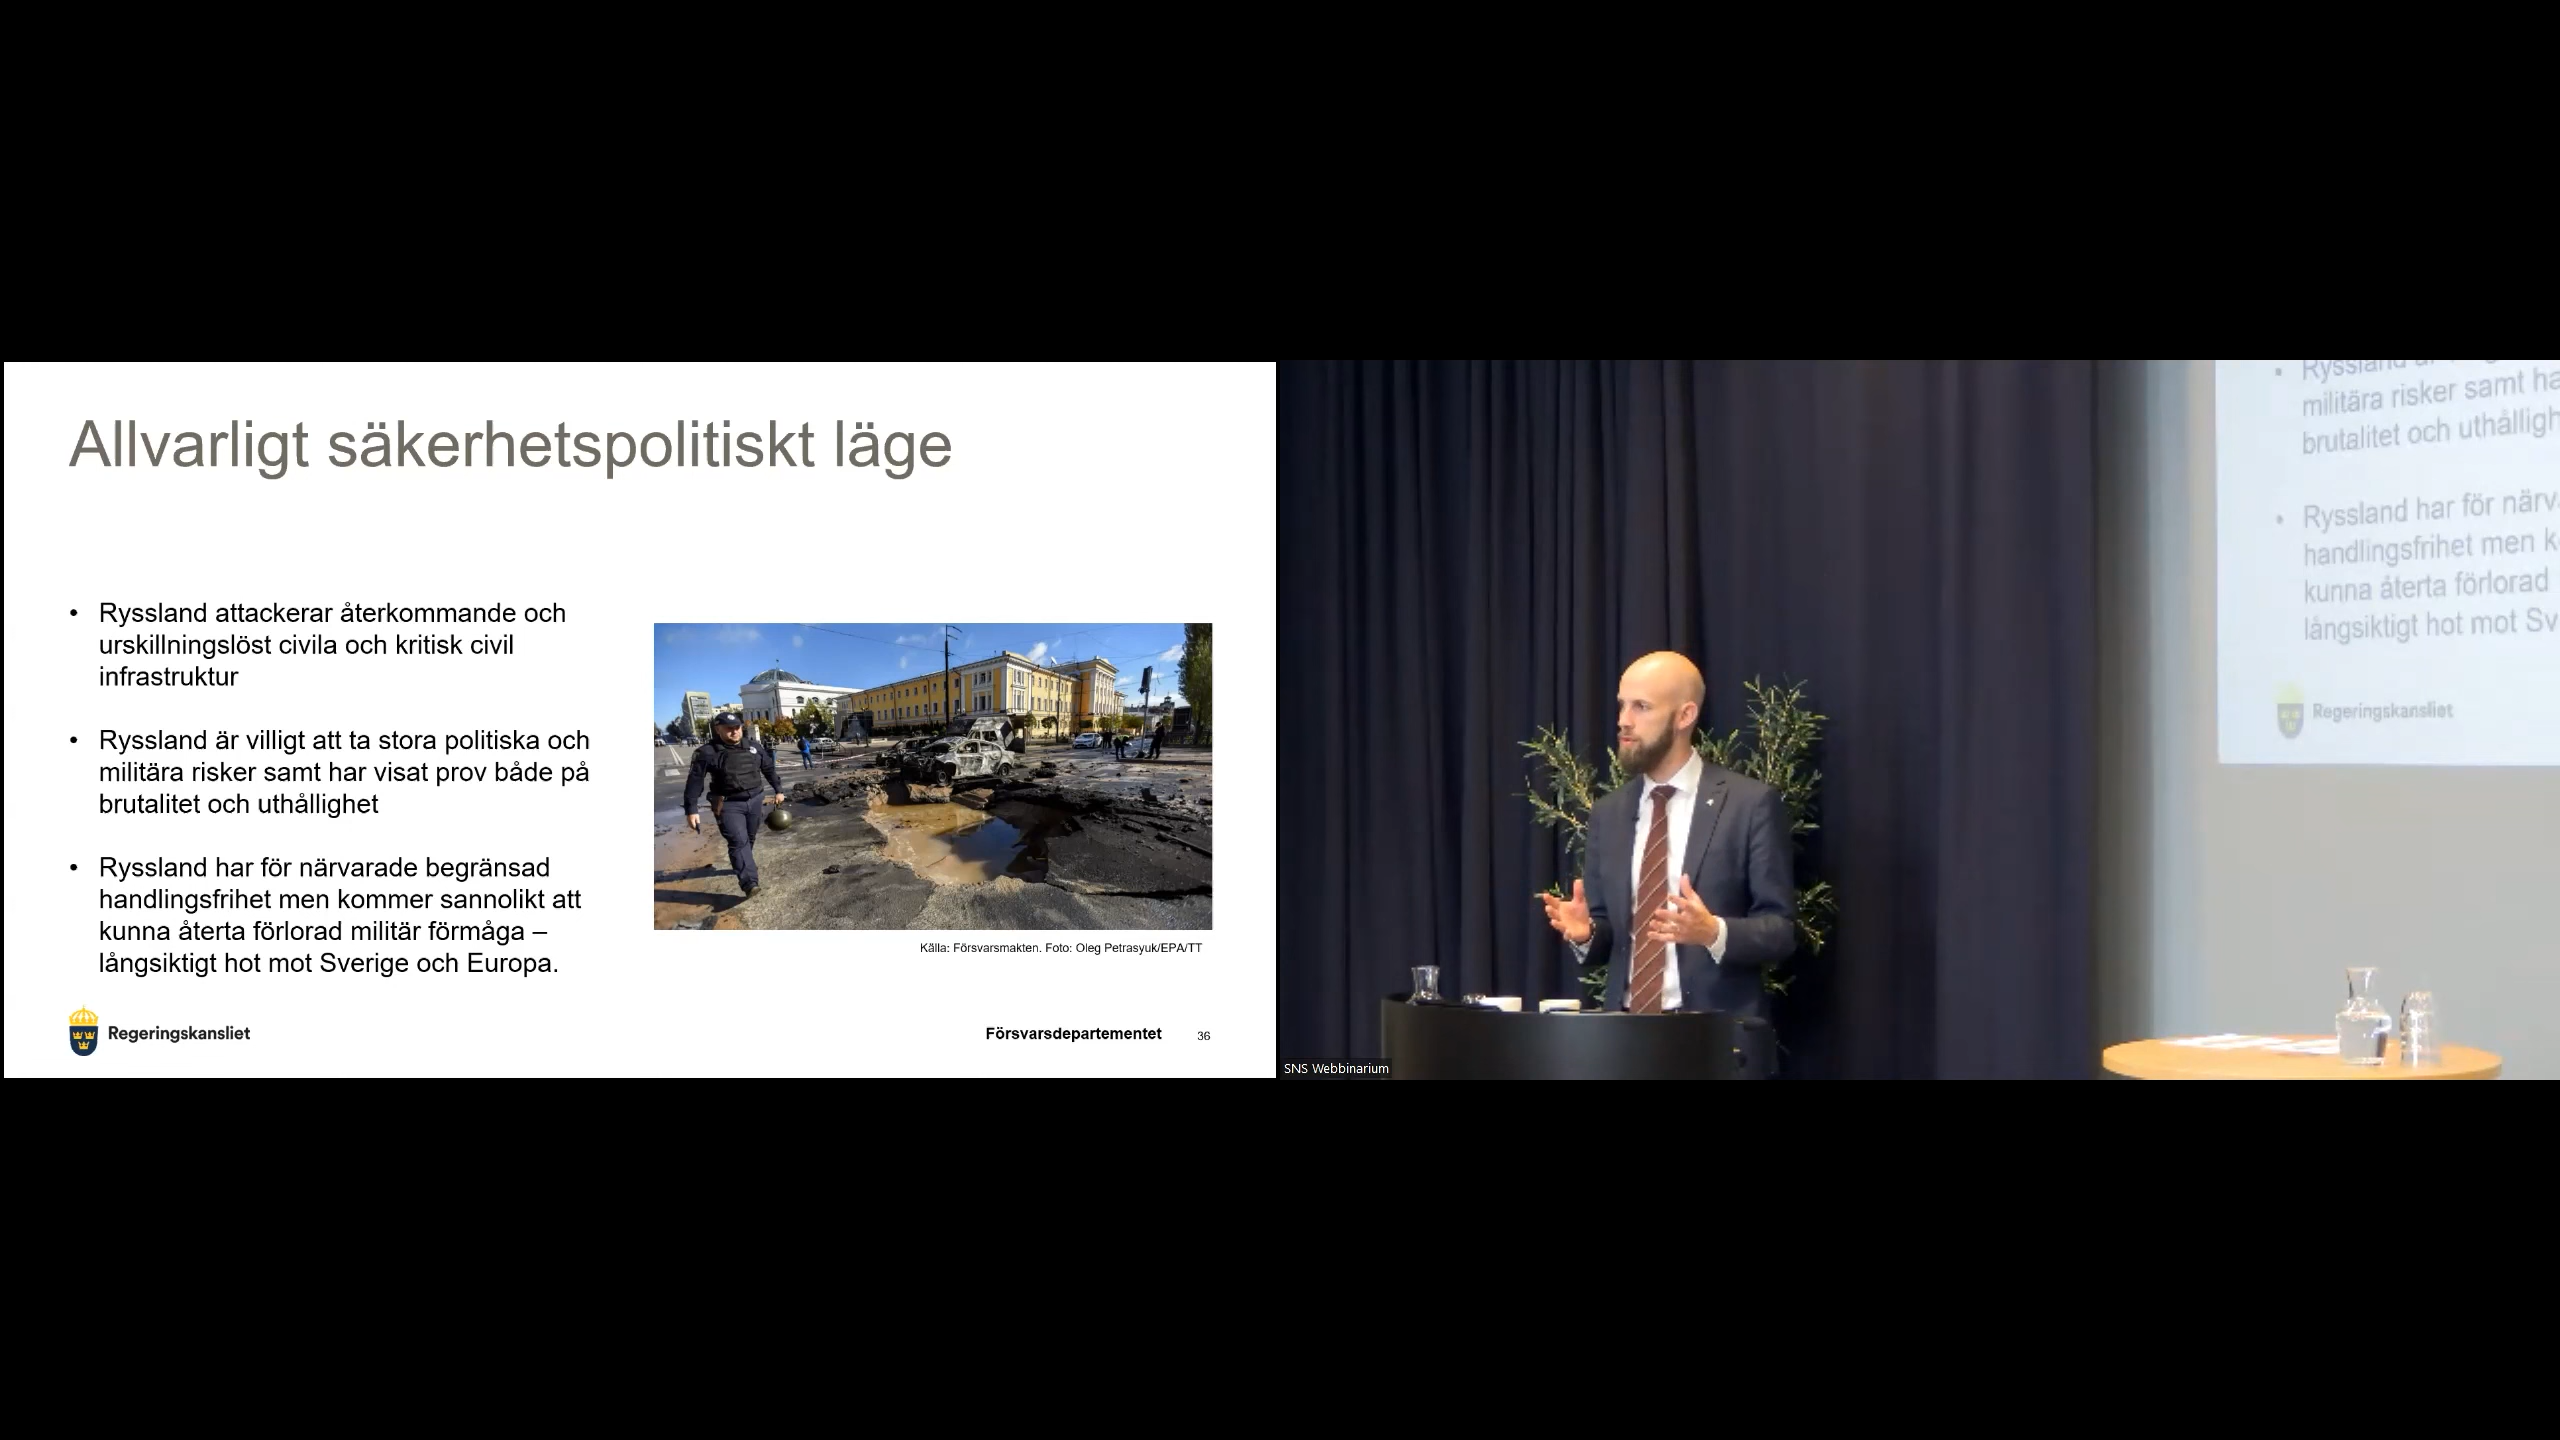 Allvarligt säkerhetspolitiskt läge
• Ryssland attackerar återkommande och
urskillningslöst civila och kritisk civil
infrastruktur
• Ryssland är villigt att ta stora politiska och
militära risker samt har visat prov både på
brutalitet och uthållighet
• Ryssland har för närvarade begränsad
handlingsfrihet men kommer sannolikt att
kunna återta förlorad militär förmåga –
långsiktigt hot mot Sverige och Europa.
Källa: Försvarsmakten. Foto: Oleg Petrasyuk/EPA/TT
Regeringskansliet
Försvarsdepartementet
36
• Ryssland
militära risker samt ha
brutalitet och uthålligh
• Ryssland har för närv
handlingsfrihet men k
kunna återta förlorad
långsiktigt hot mot Sv
Regeringskansliet
SNS Webbinarium